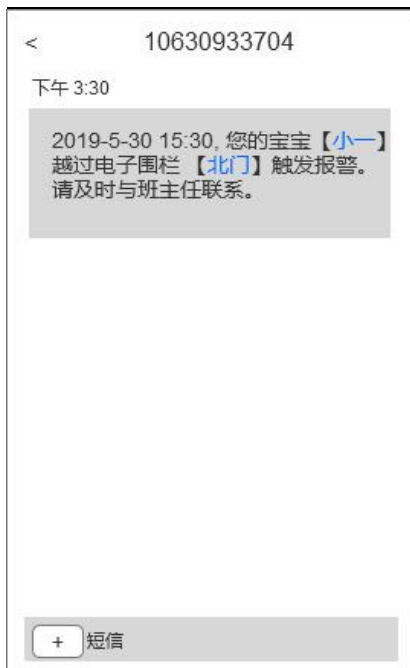 < 10630933704
下午 3:30
2019-5-30 15:30, 您的宝宝【小一】
越过电子围栏 【北门】触发报警。
请及时与班主任联系。
+ 短信